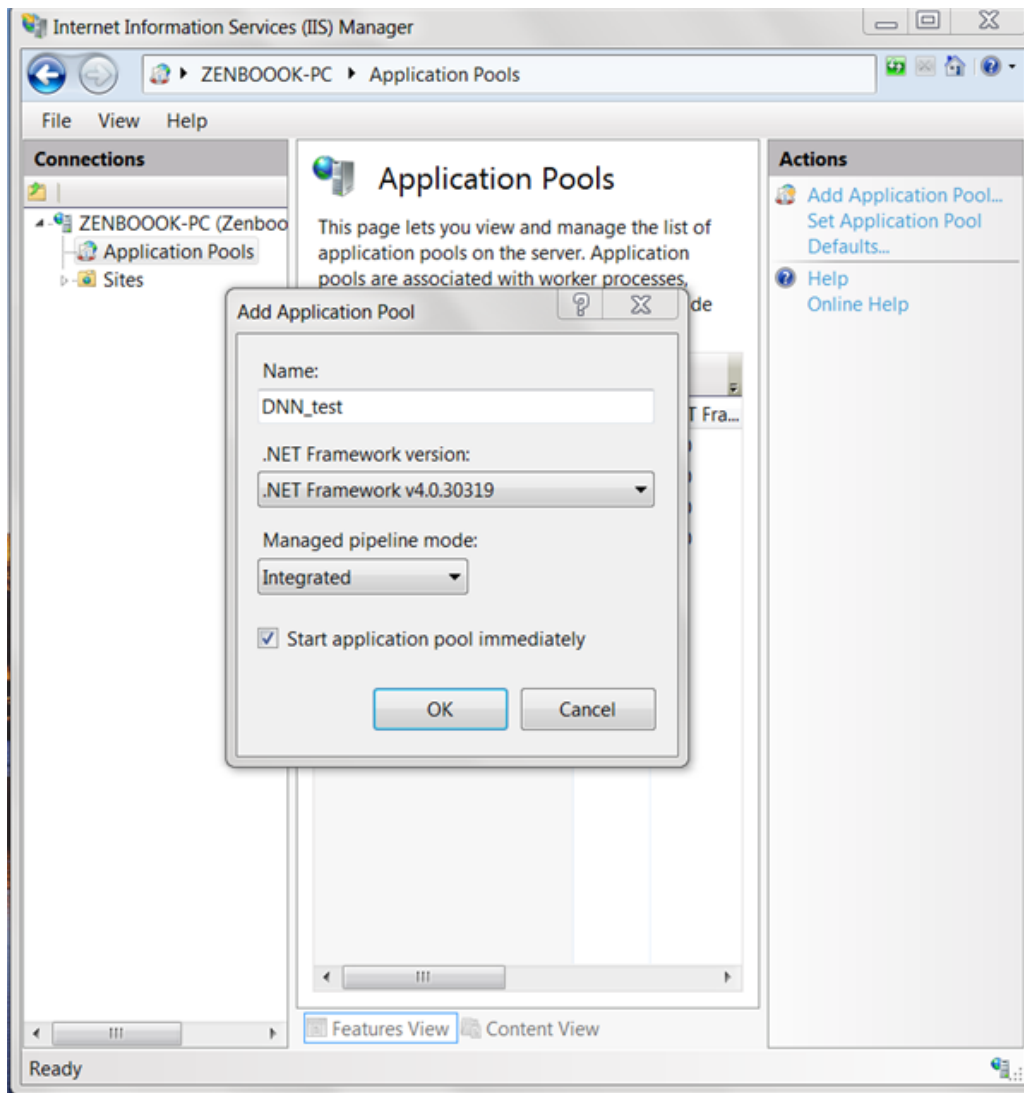 Internet Information Services (IIS) Manager
ZENBOOOK-PC
Application Pools
File View Help
Connections
ZENBOOOK-PC (Zenboo
Application Pools
Sites
Application Pools
This page lets you view and manage the list of
application pools on the server. Application
pools are associated with worker processes,
de
T Fra...
Add Application Pool
Name:
DNN_test
.NET Framework version:
.NET Framework v4.0.30319
Managed pipeline mode:
Integrated
Start application pool immediately
OK Cancel
Features View Content View
Actions
Add Application Pool...
Set Application Pool
Defaults...
Help
Online Help
Ready